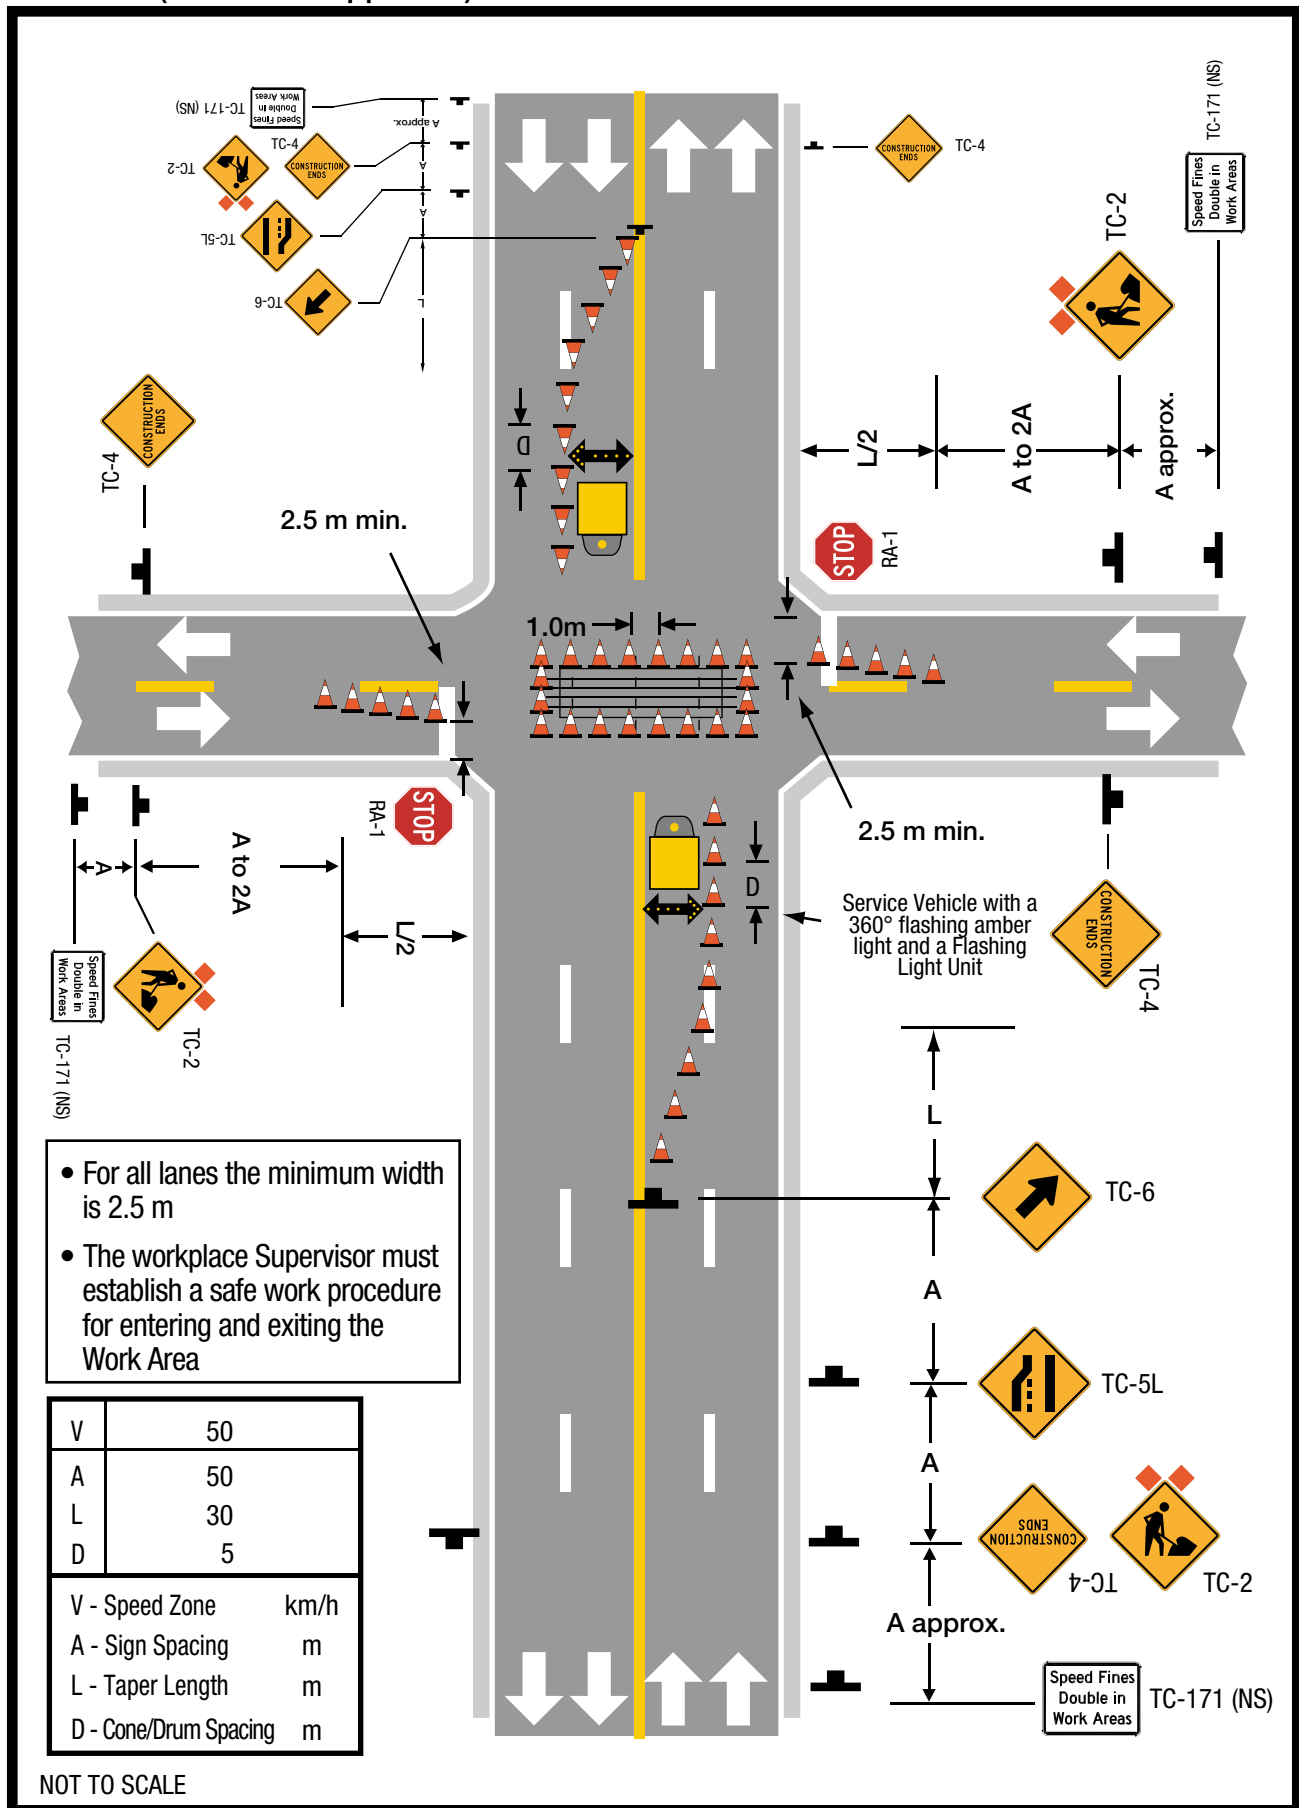 TC-171 (NS)
Speed Fines
Double in
Work Areas
A approx.
TC-4
CONSTRUCTION
ENDS
TC-2
A
TC-5L
A
TC-6
L
CONSTRUCTION
ENDS
TC-4
TC-171 (NS)
Speed Fines
Double in
Work Areas
TC-2
CONSTRUCTION
ENDS
TC-4
D
L/2
A to 2A
A approx.
2.5 m min.
STOP
RA-1
1.0m
STOP
RA-1
A
A to 2A
L/2
Speed Fines
Double in
Work Areas
TC-171 (NS)
TC-2
2.5 m min.
D
Service Vehicle with a
360° flashing amber
light and a Flashing
Light Unit
CONSTRUCTION
ENDS
TC-4
L
TC-6
A
TC-5L
A
CONSTRUCTION
ENDS
TC-4
TC-2
A approx.
Speed Fines
Double in
Work Areas
TC-171 (NS)
• For all lanes the minimum width
is 2.5 m
• The workplace Supervisor must
establish a safe work procedure
for entering and exiting the
Work Area
V 50
A 50
L 30
D 5
V - Speed Zone km/h
A - Sign Spacing m
L - Taper Length m
D - Cone/Drum Spacing m
NOT TO SCALE